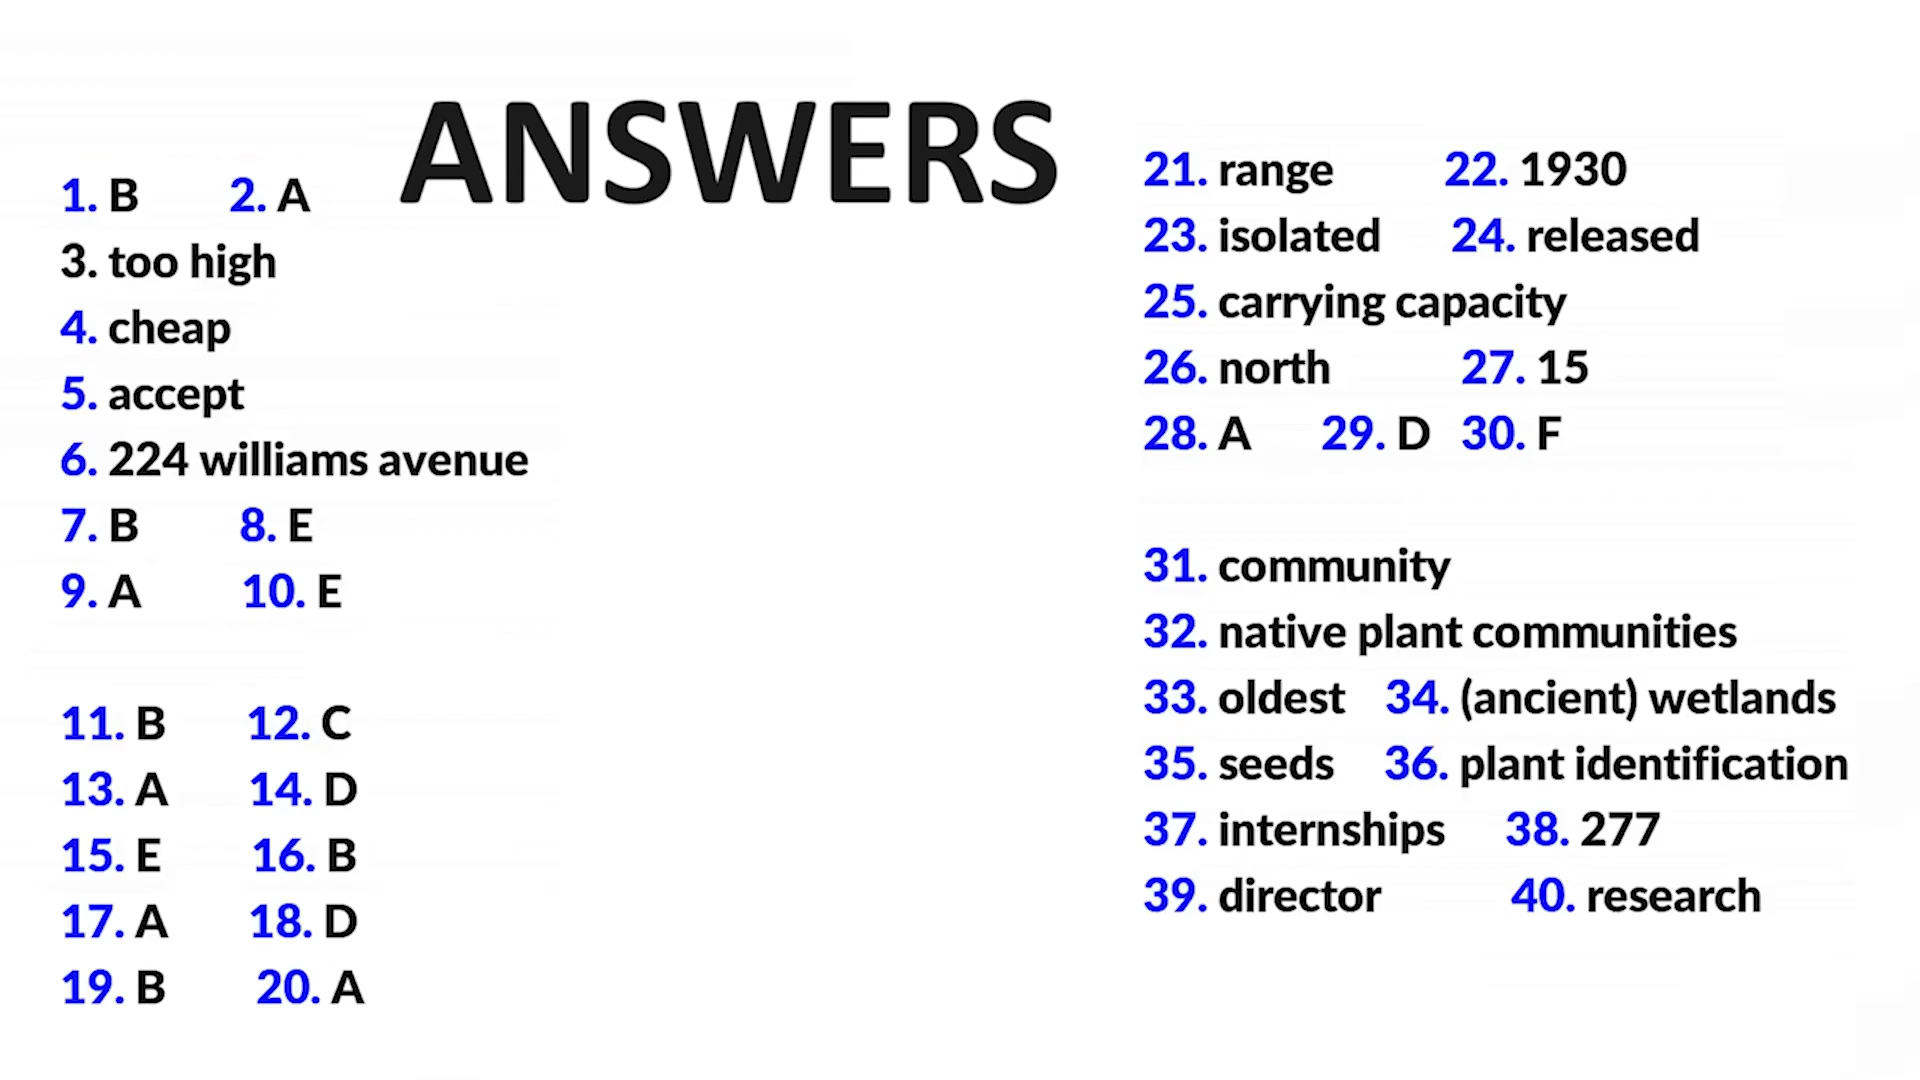 ANSWERS
1. B 2. A
3. too high
4. cheap
5. accept
6. 224 williams avenue
7. B 8. E
9. A 10. E
11. B 12. C
13. A 14. D
15. E 16. B
17. A 18. D
19. B 20. A
21. range 22. 1930
23. isolated 24. released
25. carrying capacity
26. north 27. 15
28. A 29. D 30. F
31. community
32. native plant communities
33. oldest 34. (ancient) wetlands
35. seeds 36. plant identification
37. internships 38. 277
39. director 40. research